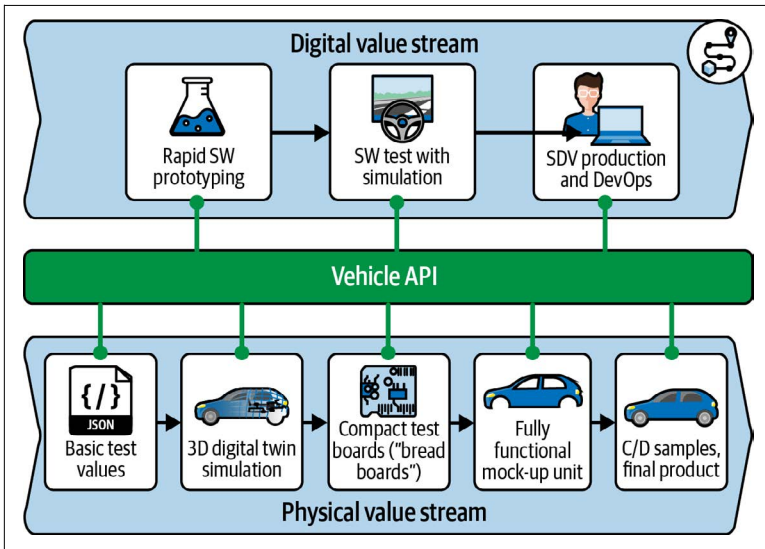 Digital value stream
Rapid SW
prototyping
SW test with
simulation
SDV production
and DevOps
Vehicle API
{/}
JSON
Basic test
values
3D digital twin
simulation
Compact test
boards (“bread
boards”)
Fully
functional
mock-up unit
C/D samples,
final product
Physical value stream